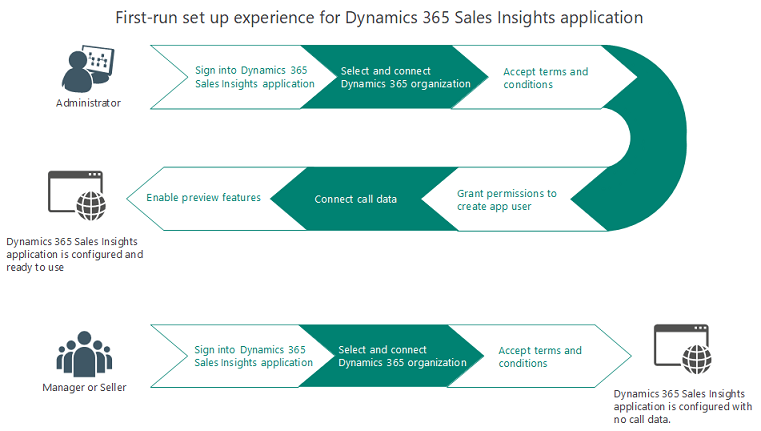 First-run set up experience for Dynamics 365 Sales Insights application
Administrator
Sign into Dynamics 365
Sales Insights application
Select and connect
Dynamics 365 organization
Accept terms and
conditions
Grant permissions to
create app user
Connect call data
Enable preview features
Dynamics 365 Sales Insights
application is configured and
ready to use
Manager or Seller
Sign into Dynamics 365
Sales Insights application
Select and connect
Dynamics 365 organization
Accept terms and
conditions
Dynamics 365 Sales Insights
application is configured with
no call data.